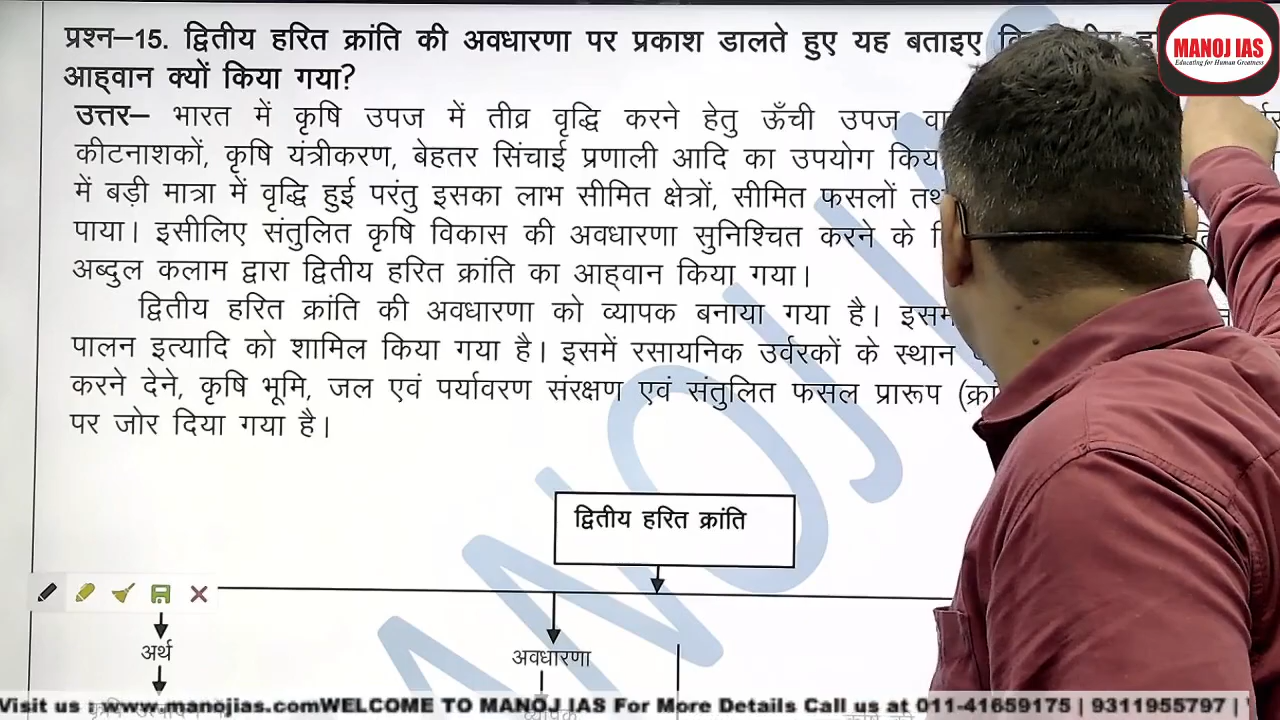 प्रश्न–15. द्वितीय हरित क्रांति की अवधारणा पर प्रकाश डालते हुए यह बताइए
आह्वान क्यों किया गया?
उत्तर– भारत में कृषि उपज में तीव्र वृद्धि करने हेतु ऊँची उपज
कीटनाशकों, कृषि यंत्रीकरण, बेहतर सिंचाई प्रणाली आदि का उपयोग
में बड़ी मात्रा में वृद्धि हुई परंतु इसका लाभ सीमित क्षेत्रों, सीमित फसलों
पाया। इसीलिए संतुलित कृषि विकास की अवधारणा सुनिश्चित करने के
अब्दुल कलाम द्वारा द्वितीय हरित क्रांति का आह्वान किया गया।
द्वितीय हरित क्रांति की अवधारणा को व्यापक बनाया गया है।
पालन इत्यादि को शामिल किया गया है। इसमें रसायनिक उर्वरकों के स्थान
करने देने, कृषि भूमि, जल एवं पर्यावरण संरक्षण एवं संतुलित फसल प्रारूप
पर जोर दिया गया है।
द्वितीय हरित क्रांति
अर्थ
अवधारणा
व्यापक
MANOJ IAS
Educating for Human Greatness
Visit us : www.manojias.comWELCOME TO MANOJ IAS For More Details Call us at 011-41659175 | 9311955797 |